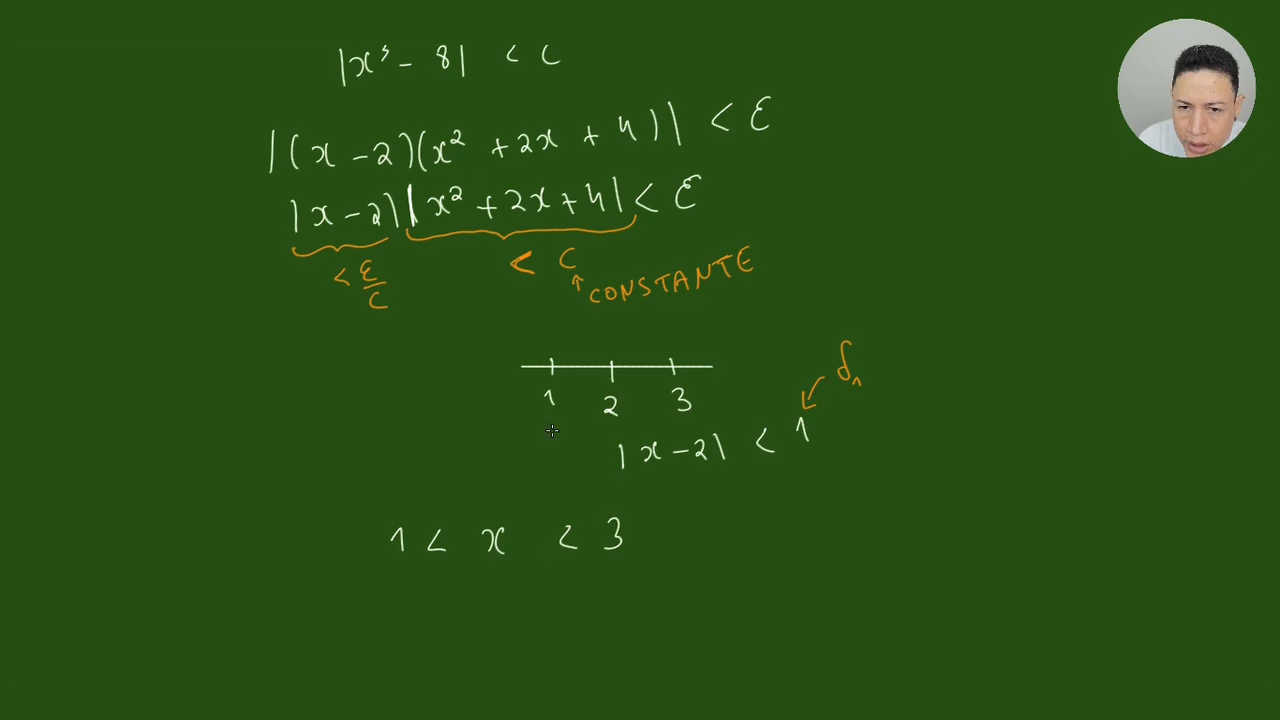 |x³ - 8| < ε
|(x - 2)(x² + 2x + 4)| < ε
|x - 2||x² + 2x + 4| < ε
< ε/c < c
↑ CONSTANTE
δ₁
1 2 3
|x - 2| < 1
1 < x < 3